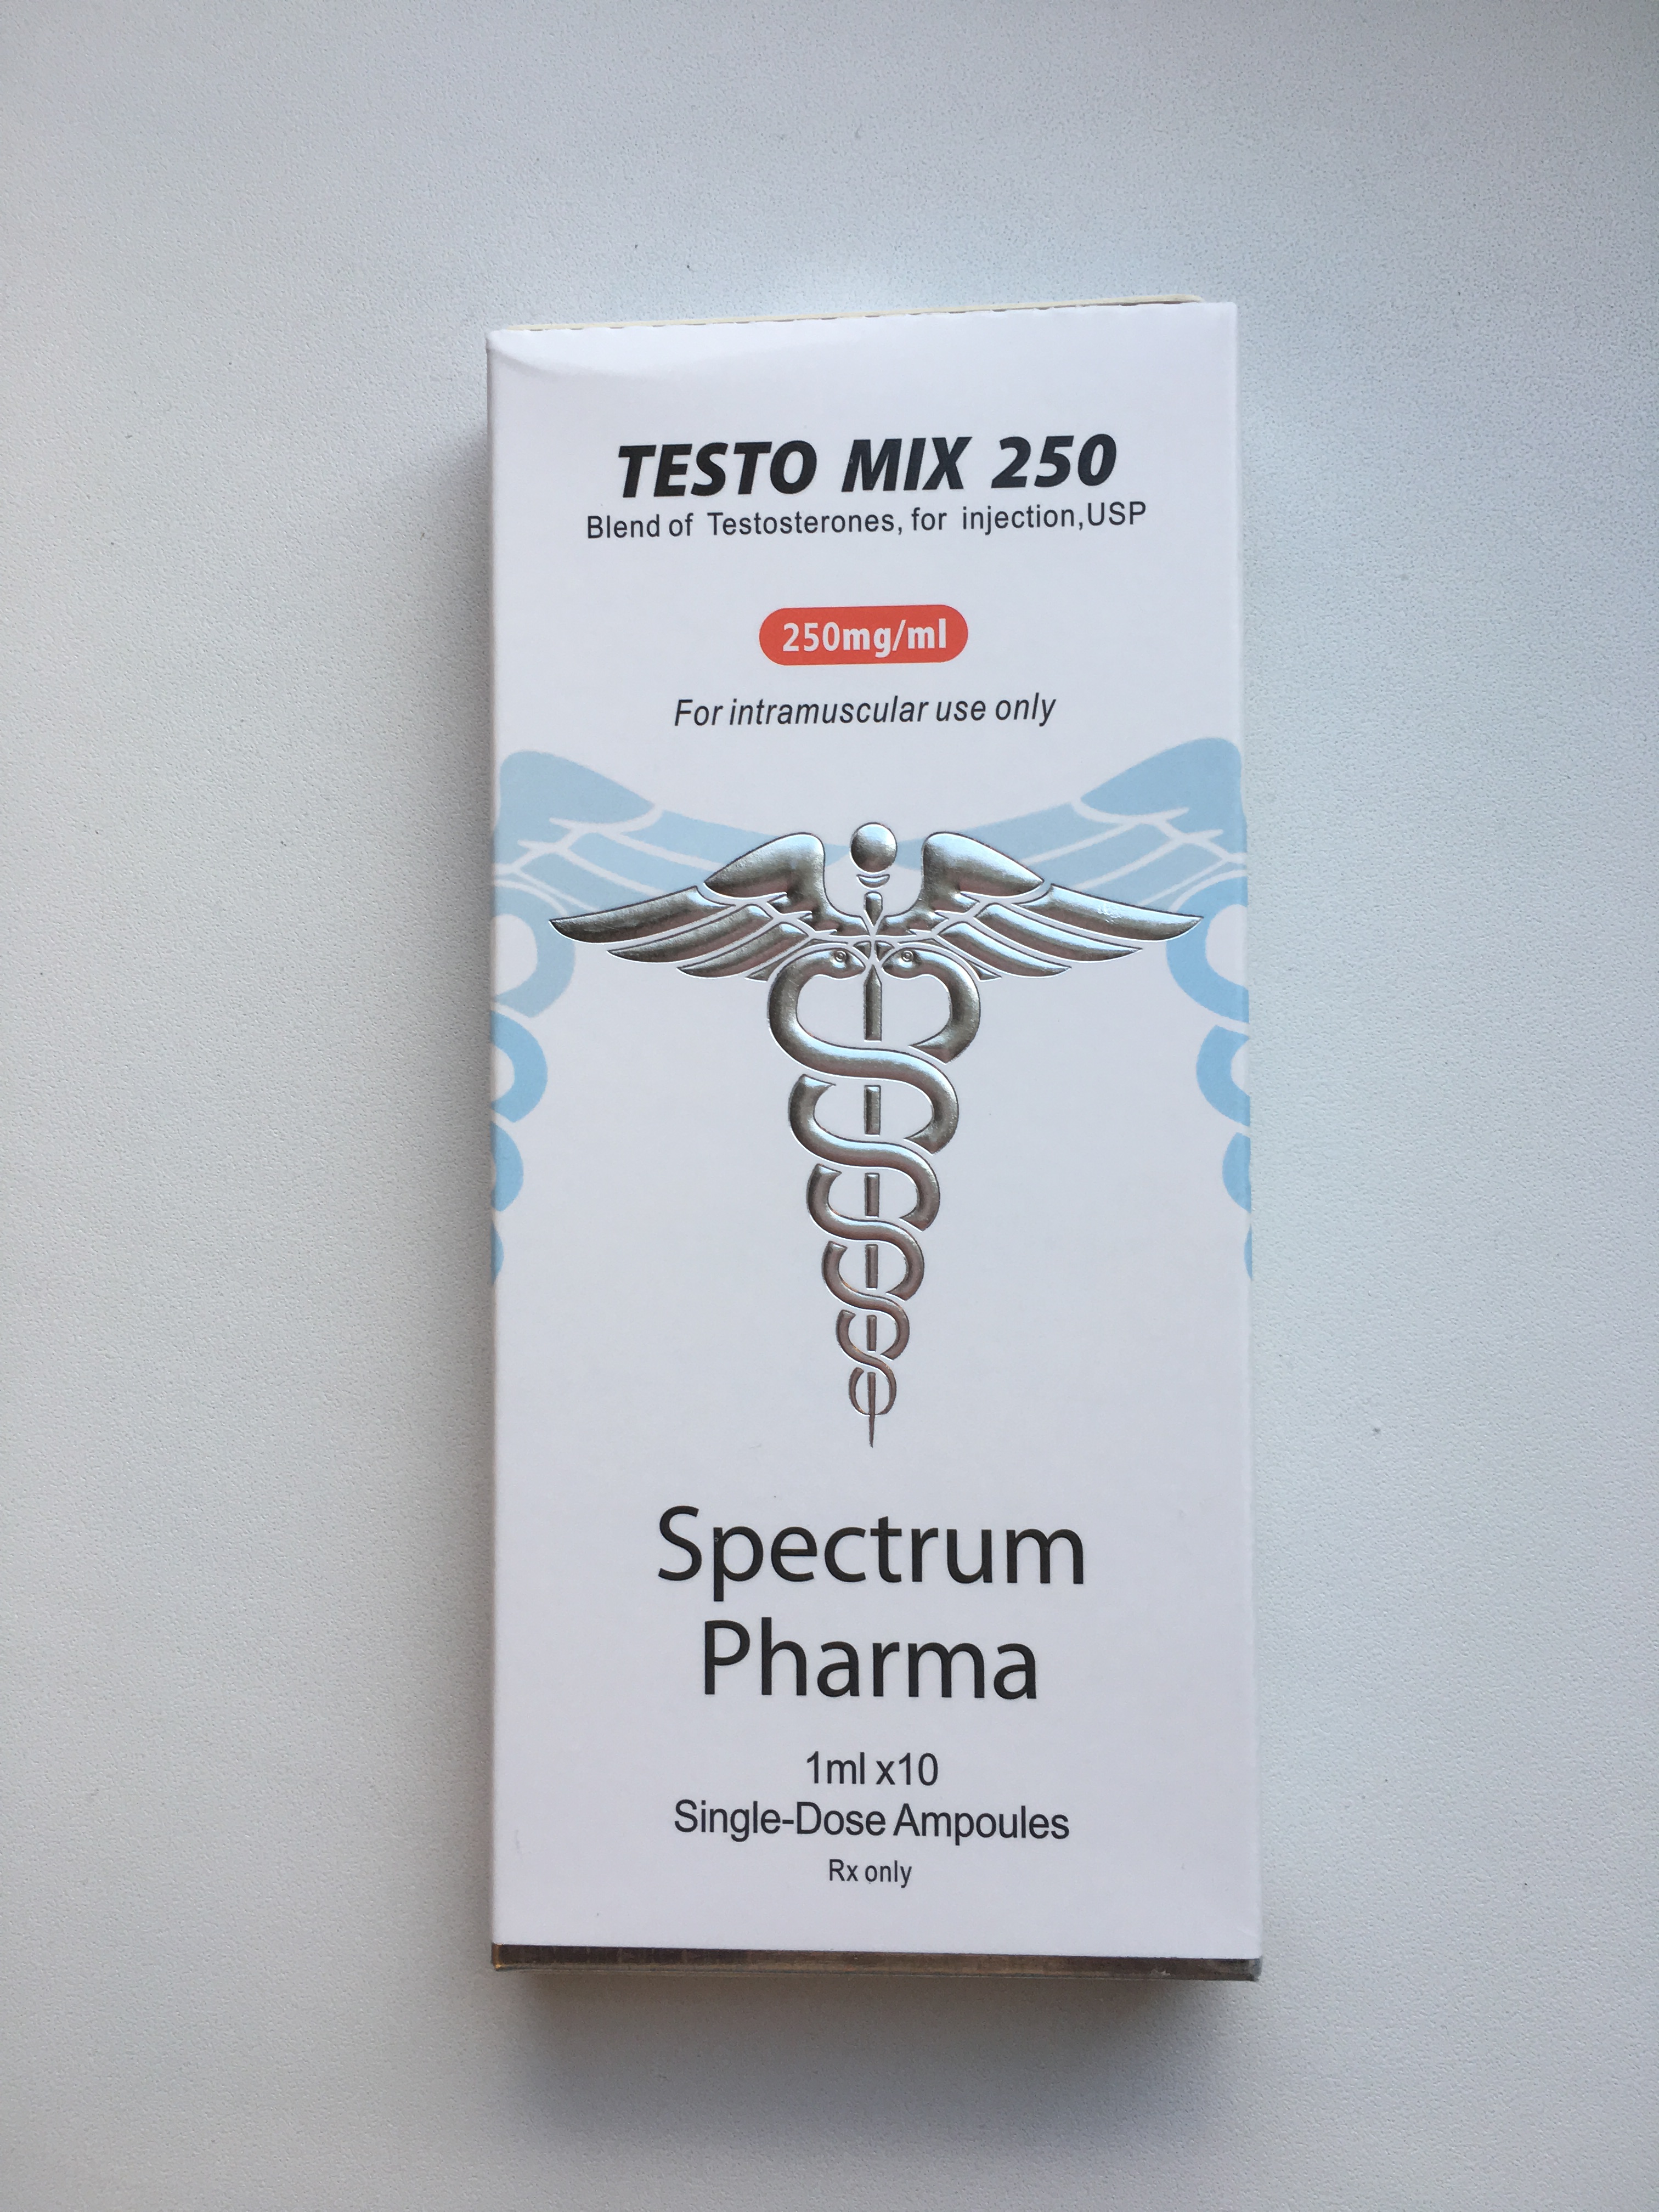 TESTO MIX 250
Blend of Testosterones, for injection,USP
250mg/ml
For intramuscular use only
Spectrum
Pharma
1ml x10
Single-Dose Ampoules
Rx only